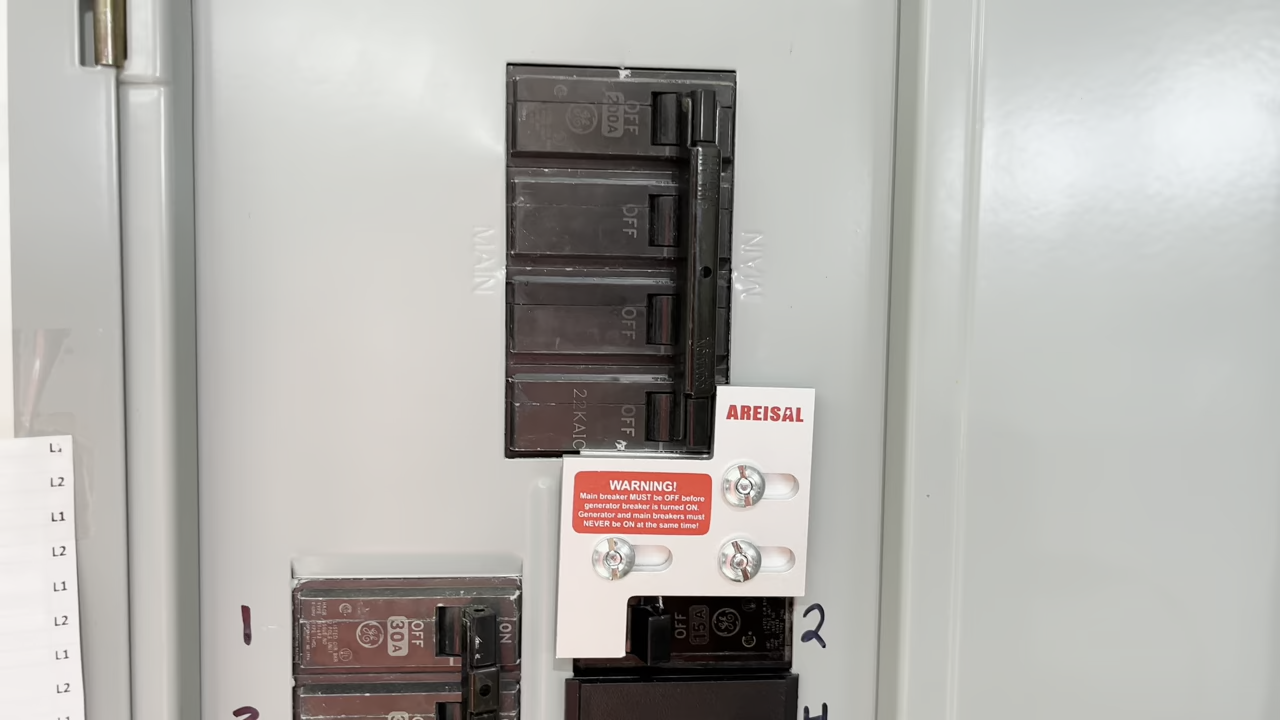 OFF
200A
OFF
MAIN
MAIN
OFF
22KAIC
OFF
AREISAL
WARNING!
Main breaker MUST be OFF before
generator breaker is turned ON.
Generator and main breakers must
NEVER be ON at the same time!
L2
L1
L2
L1
L2
L1
L2
1
OFF
30A
ON
OFF
15A
2